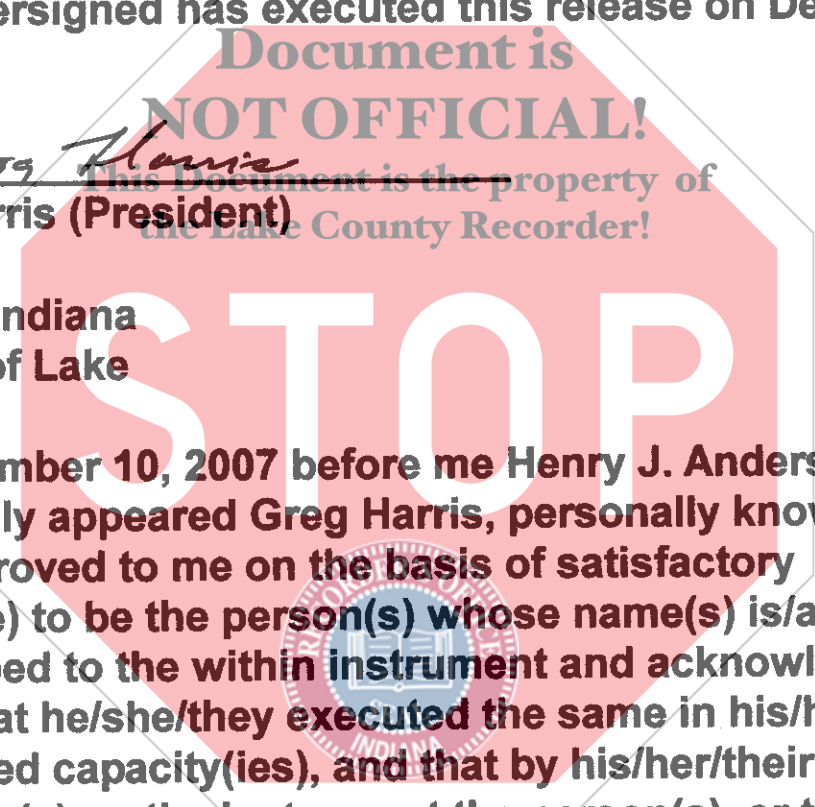 ersigned has executed this release on De
Document is
NOT OFFICIAL!
Harris
This Document is the property of
rris (President)
the Lake County Recorder!
ndiana
of Lake
STOP
mber 10, 2007 before me Henry J. Anders
lly appeared Greg Harris, personally know
roved to me on the basis of satisfactory
e) to be the person(s) whose name(s) is/a
bed to the within instrument and acknowl
at he/she/they executed the same in his/h
ed capacity(ies), and that by his/her/their
RECORDER OFFICE
INDIANA